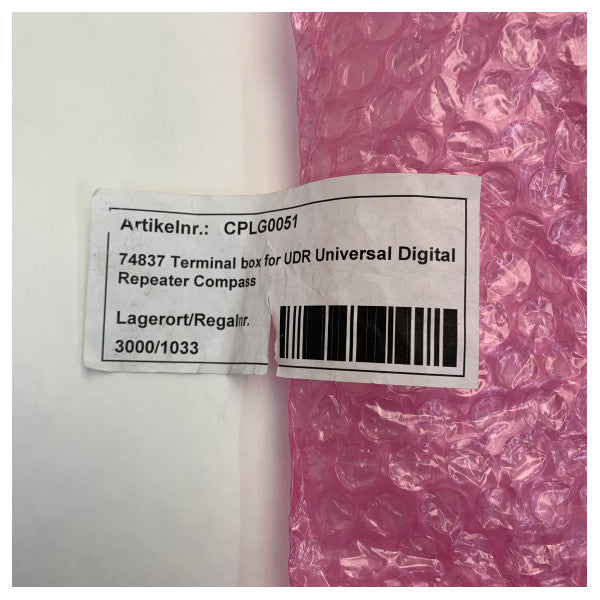 Artikelnr.: CPLG0051
74837 Terminal box for UDR Universal Digital
Repeater Compass
Lagerort/Regalnr.
3000/1033